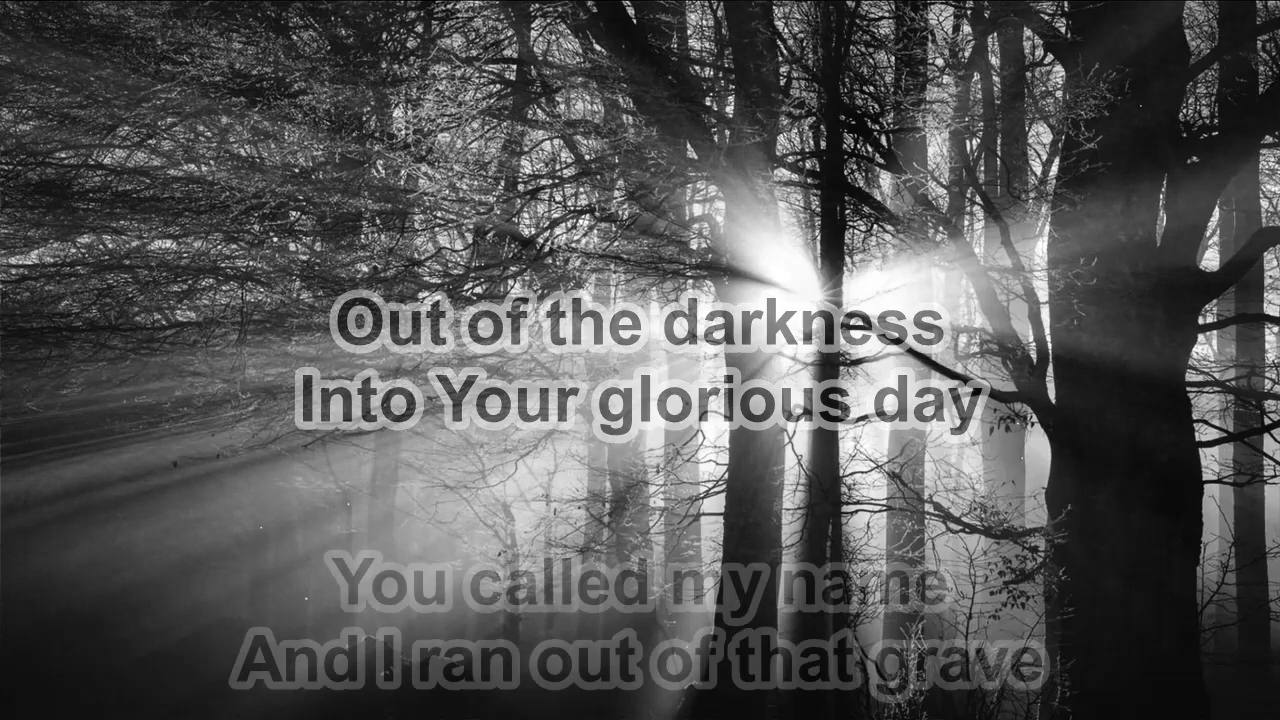 Out of the darkness
Into Your glorious day
You called my name
And I ran out of that grave